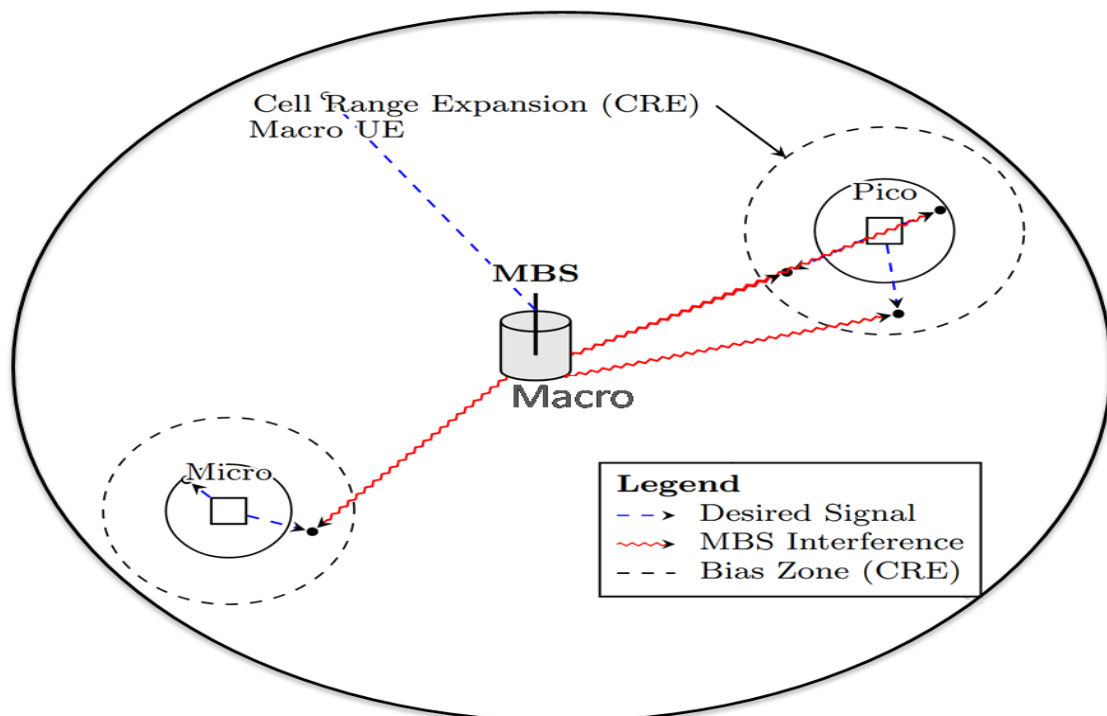 Cell Range Expansion (CRE)
Macro UE
Pico
MBS
Macro
Micro
Legend
Desired Signal
MBS Interference
Bias Zone (CRE)